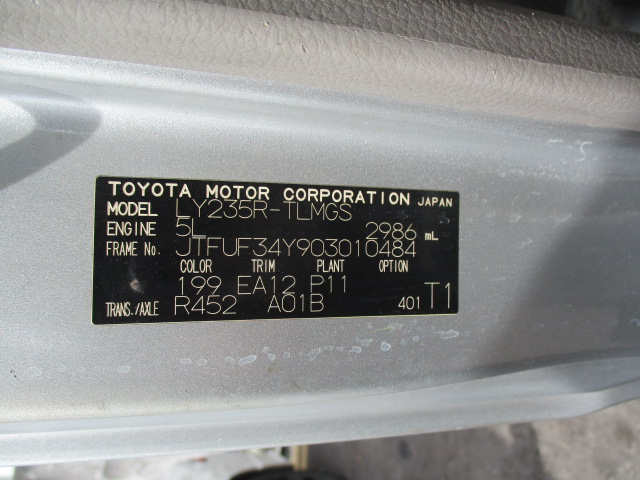 TOYOTA MOTOR CORPORATION JAPAN
MODEL LY235R-TLMGS
ENGINE 5L 2986 mL
FRAME No. JTFUF34Y903010484
COLOR TRIM PLANT OPTION
199 EA12 P11
TRANS./AXLE R452 A01B 401 T1